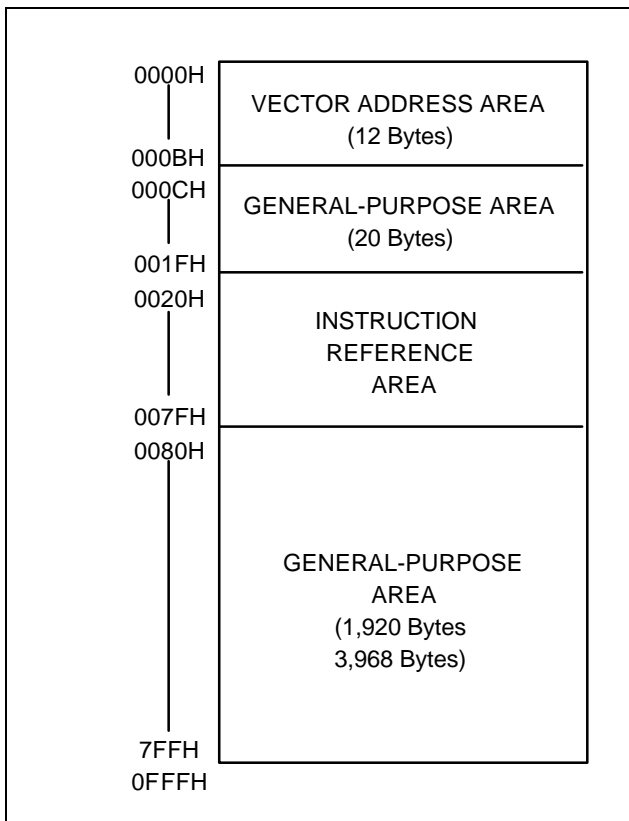 0000H
VECTOR ADDRESS AREA
(12 Bytes)
000BH
000CH
GENERAL-PURPOSE AREA
(20 Bytes)
001FH
0020H
INSTRUCTION
REFERENCE
AREA
007FH
0080H
GENERAL-PURPOSE
AREA
(1,920 Bytes
3,968 Bytes)
7FFH
0FFFH